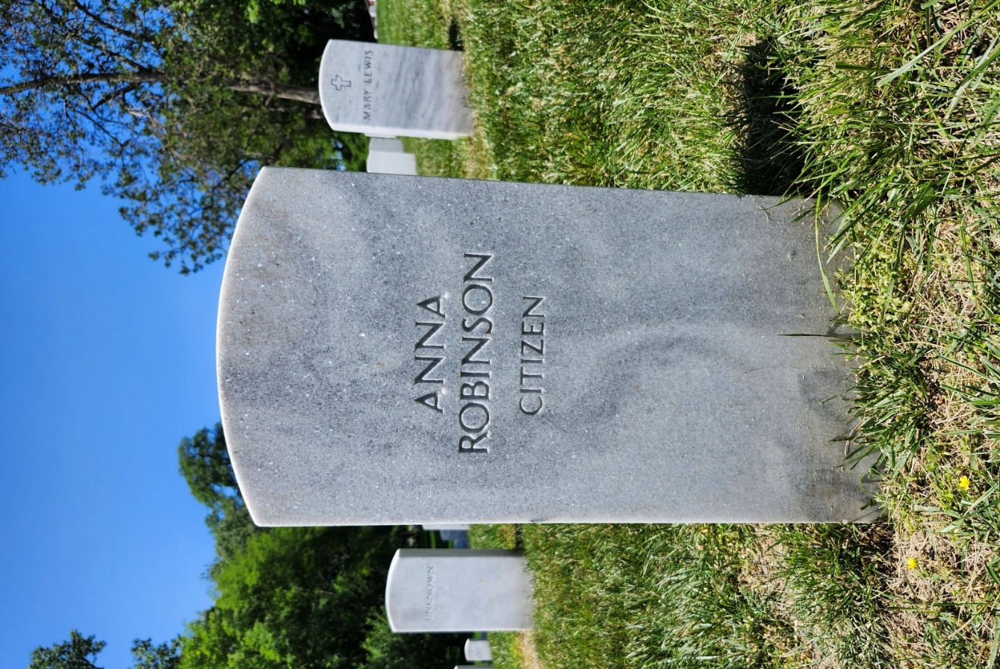 ANNA
ROBINSON
CITIZEN
MARY LEWIS
UNKNOWN